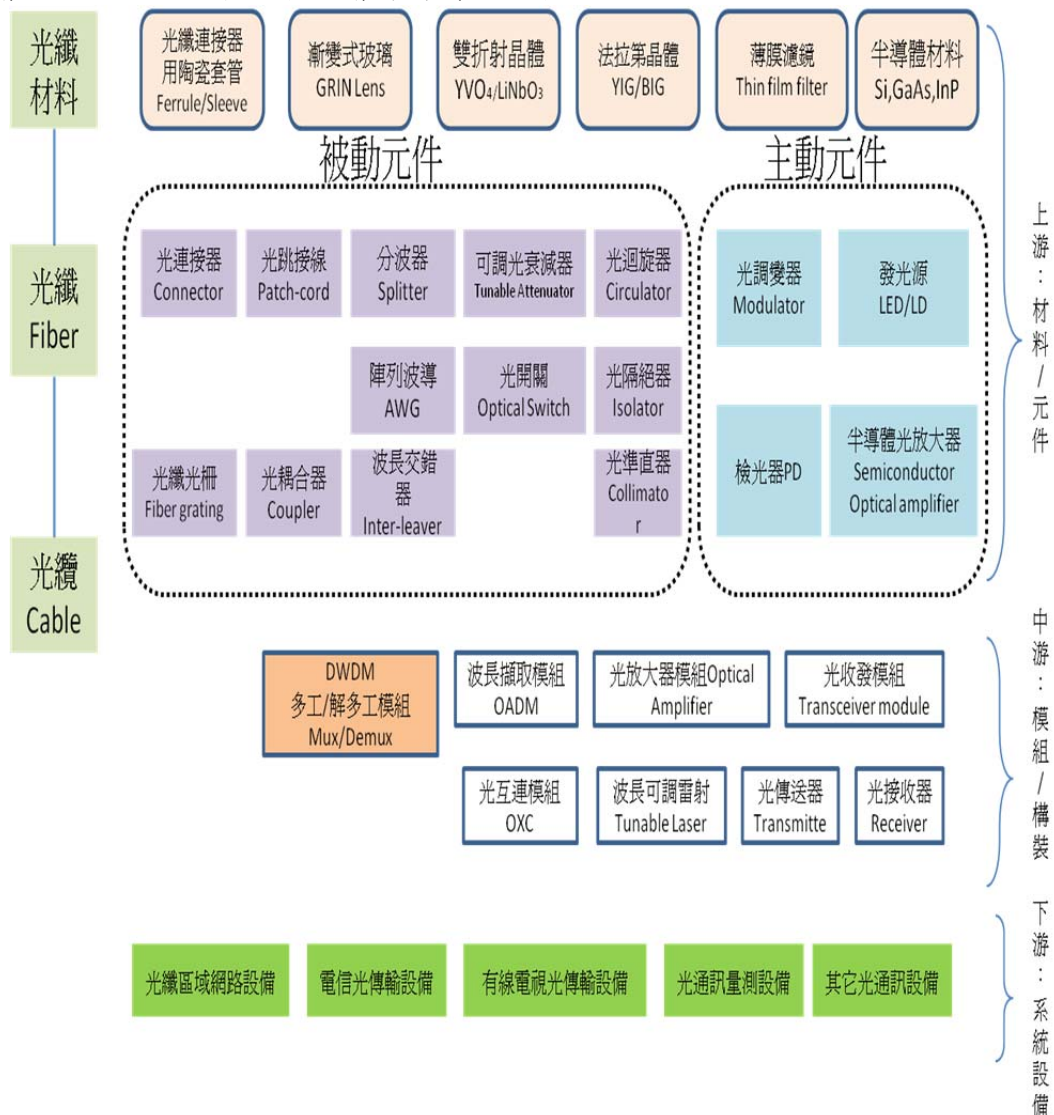 光纖
材料
光纖連接器
用陶瓷套管
Ferrule/Sleeve
漸變式玻璃
GRIN Lens
雙折射晶體
YVO₄/LiNbO₃
法拉第晶體
YIG/BIG
薄膜濾鏡
Thin film filter
半導體材料
Si,GaAs,InP
被動元件
主動元件
光纖
Fiber
光連接器
Connector
光跳接線
Patch-cord
分波器
Splitter
可調光衰減器
Tunable Attenuator
光迴旋器
Circulator
光調變器
Modulator
發光源
LED/LD
陣列波導
AWG
光開關
Optical Switch
光隔絕器
Isolator
光纖光柵
Fiber grating
光耦合器
Coupler
波長交錯
器
Inter-leaver
光準直器
Collimato
r
檢光器PD
半導體光放大器
Semiconductor
Optical amplifier
光纜
Cable
上游：材料/元件
DWDM
多工/解多工模組
Mux/Demux
波長擷取模組
OADM
光放大器模組Optical
Amplifier
光收發模組
Transceiver module
光互連模組
OXC
波長可調雷射
Tunable Laser
光傳送器
Transmitte
光接收器
Receiver
中游：模組/構裝
光纖區域網路設備
電信光傳輸設備
有線電視光傳輸設備
光通訊量測設備
其它光通訊設備
下游：系統設備